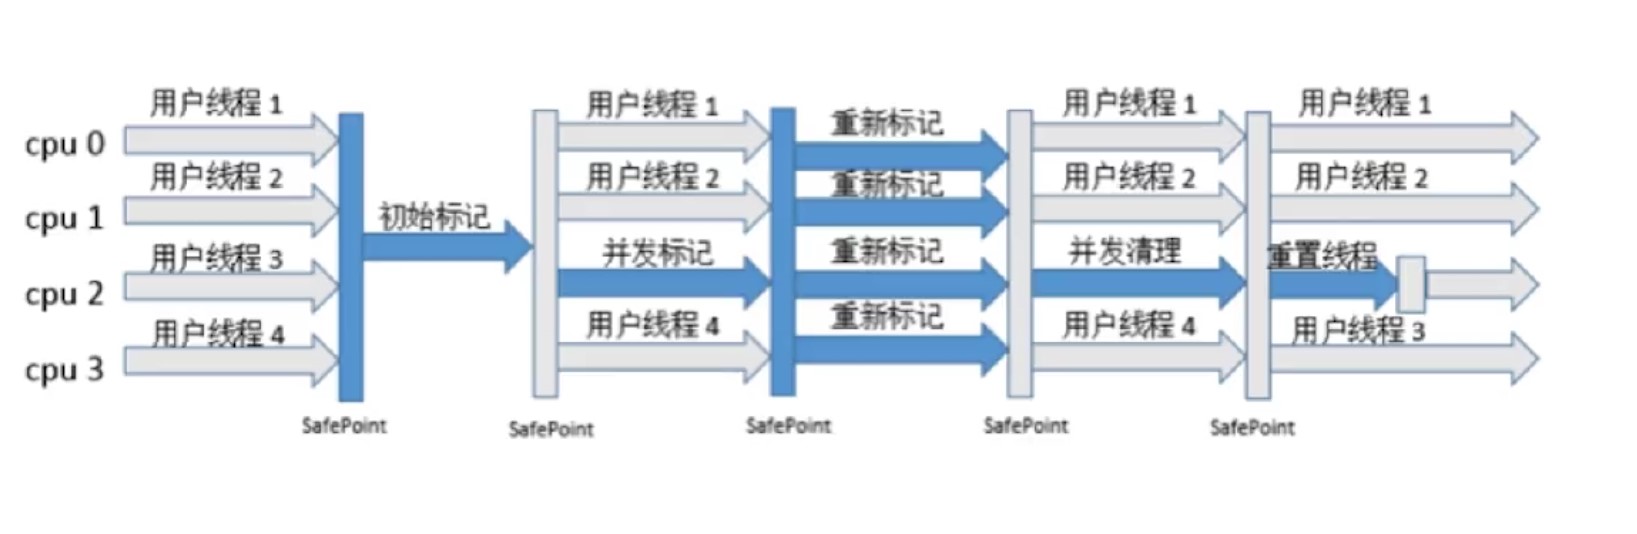 用户线程 1
用户线程 1
重新标记
用户线程 1
用户线程 1
cpu 0
用户线程 2
用户线程 2
重新标记
用户线程 2
用户线程 2
cpu 1
初始标记
用户线程 3
并发标记
重新标记
并发清理
重置线程
cpu 2
用户线程 4
用户线程 4
重新标记
用户线程 4
用户线程 3
cpu 3
SafePoint
SafePoint
SafePoint
SafePoint
SafePoint